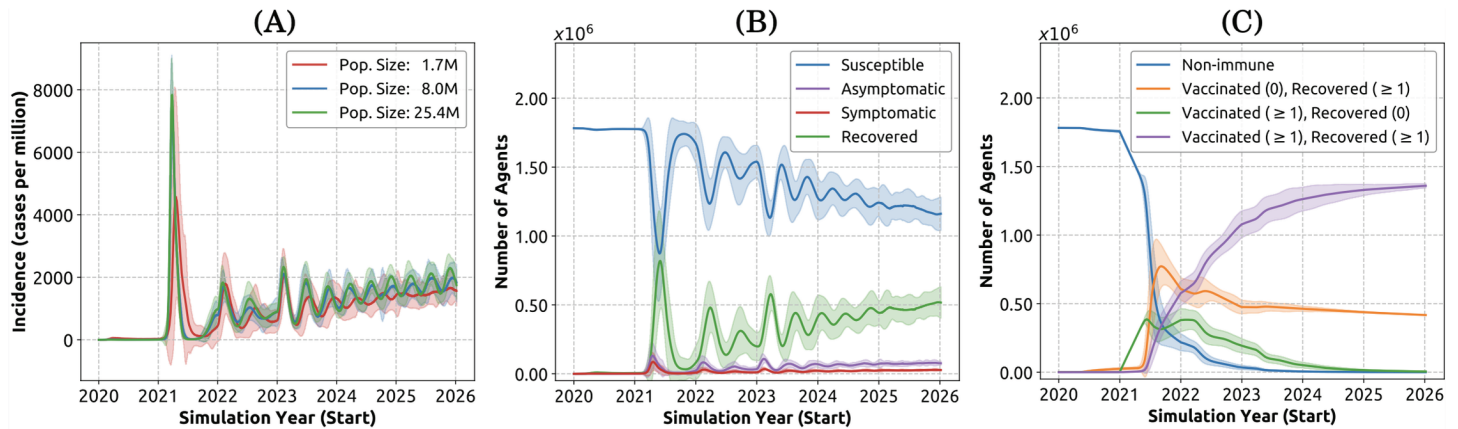 (A)
Incidence (cases per million)
8000
6000
4000
2000
0
Pop. Size: 1.7M
Pop. Size: 8.0M
Pop. Size: 25.4M
2020 2021 2022 2023 2024 2025 2026
Simulation Year (Start)
(B)
x10⁶
Number of Agents
2.00
1.50
1.00
0.50
0.00
Susceptible
Asymptomatic
Symptomatic
Recovered
2020 2021 2022 2023 2024 2025 2026
Simulation Year (Start)
(C)
x10⁶
Number of Agents
2.00
1.50
1.00
0.50
0.00
Non-immune
Vaccinated (0), Recovered (≥ 1)
Vaccinated (≥ 1), Recovered (0)
Vaccinated (≥ 1), Recovered (≥ 1)
2020 2021 2022 2023 2024 2025 2026
Simulation Year (Start)